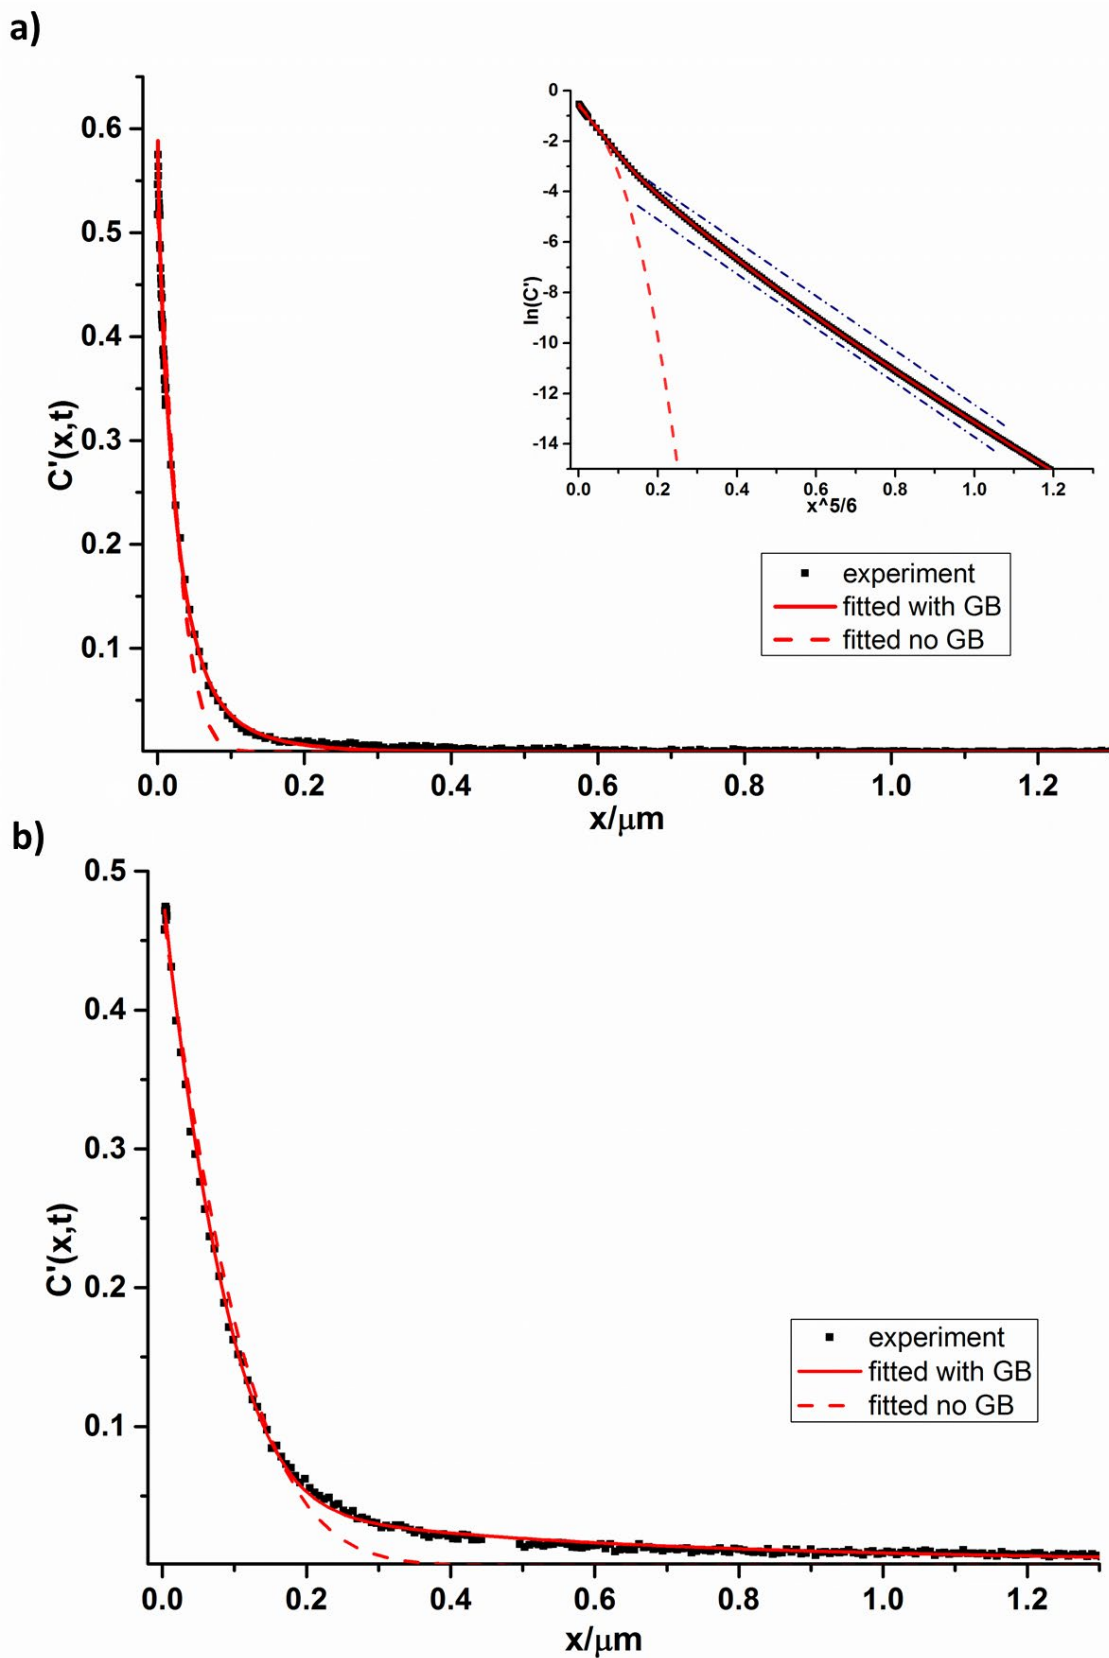 a)
0.6
0.5
0.4
0.3
0.2
0.1
C'(x,t)
0.0 0.2 0.4 0.6 0.8 1.0 1.2
x/μm
0
-2
-4
-6
-8
-10
-12
-14
ln(C')
0.0 0.2 0.4 0.6 0.8 1.0 1.2
x^5/6
experiment
fitted with GB
fitted no GB
b)
0.5
0.4
0.3
0.2
0.1
C'(x,t)
0.0 0.2 0.4 0.6 0.8 1.0 1.2
x/μm
experiment
fitted with GB
fitted no GB